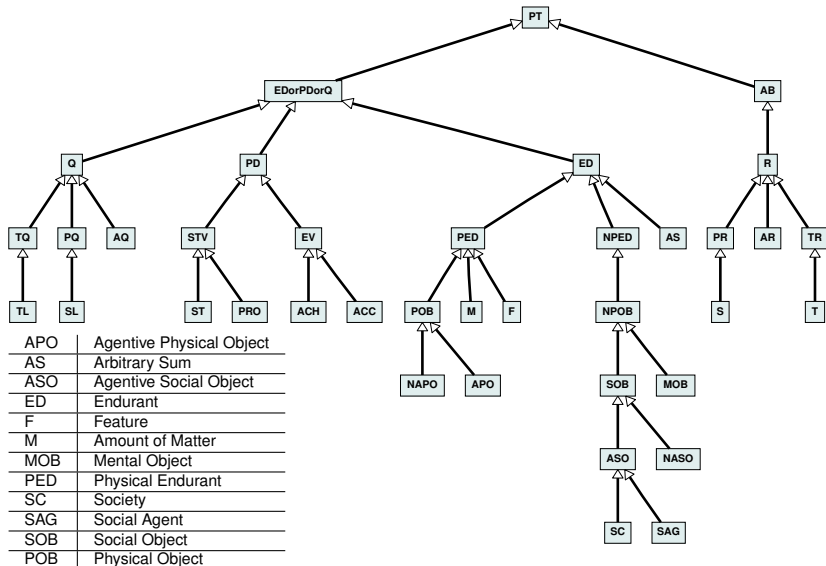 PT
EDorPDorQ AB
Q PD ED R
TQ PQ AQ STV EV PED NPED AS PR AR TR
TL SL ST PRO ACH ACC POB M F NPOB S T
NAPO APO SOB MOB
ASO NASO
SC SAG
APO Agentive Physical Object
AS Arbitrary Sum
ASO Agentive Social Object
ED Endurant
F Feature
M Amount of Matter
MOB Mental Object
PED Physical Endurant
SC Society
SAG Social Agent
SOB Social Object
POB Physical Object